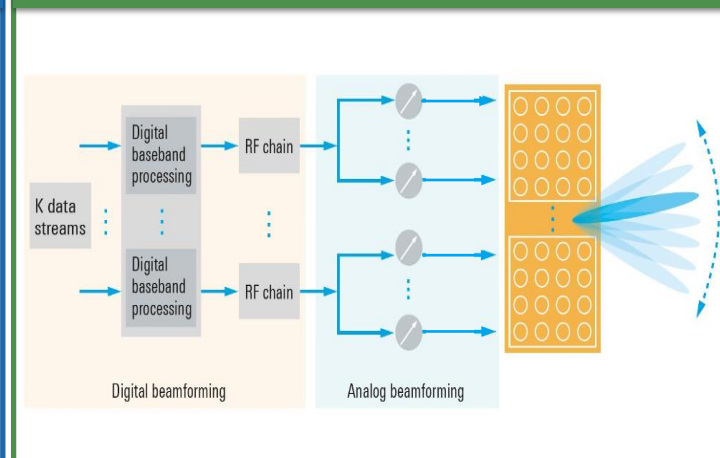 Digital
baseband
processing
RF chain
K data
streams
Digital
baseband
processing
RF chain
Digital beamforming
Analog beamforming